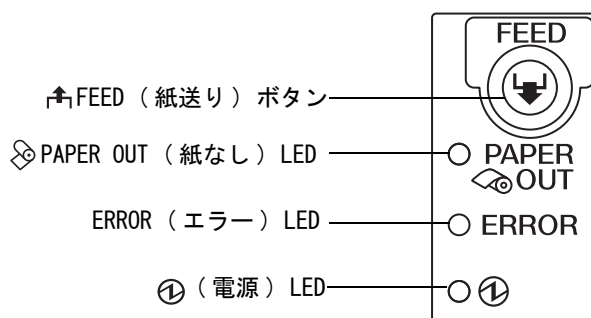 FEED
FEED（紙送り）ボタン
PAPER OUT（紙なし）LED
PAPER
OUT
ERROR（エラー）LED
ERROR
（電源）LED